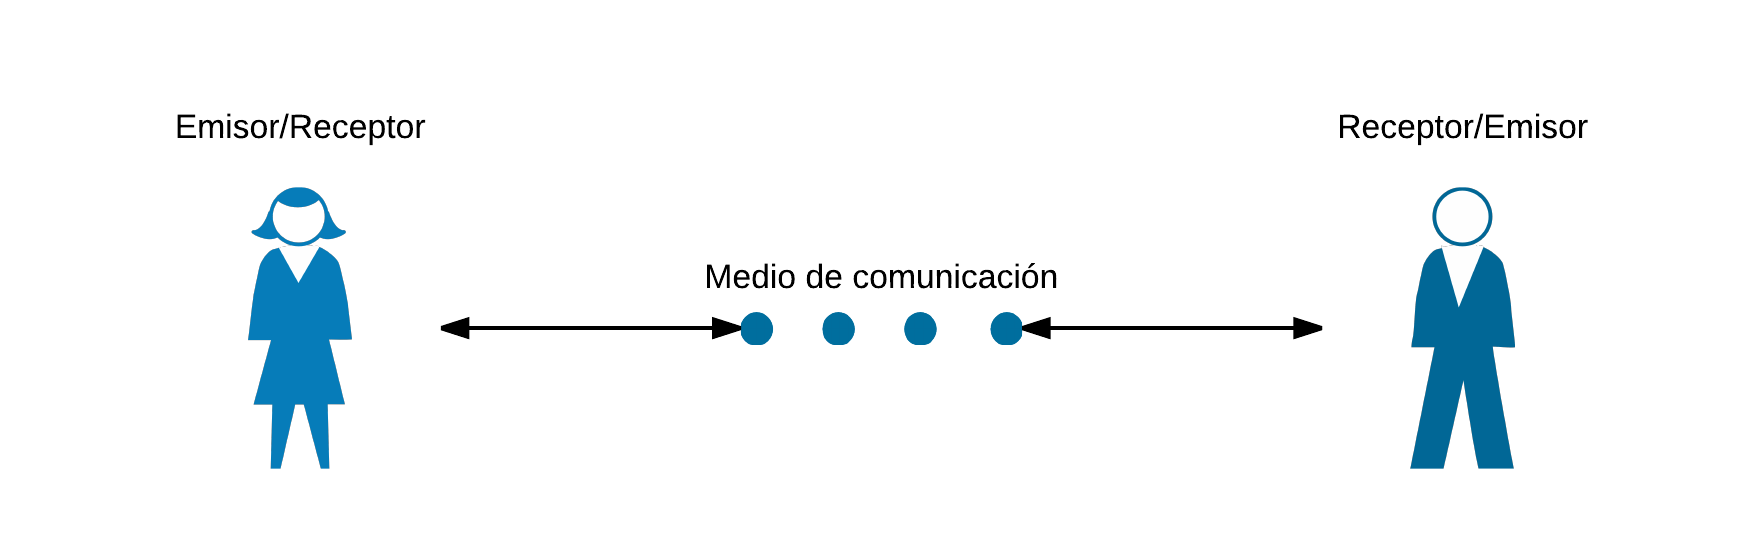 Emisor/Receptor
Receptor/Emisor
Medio de comunicación